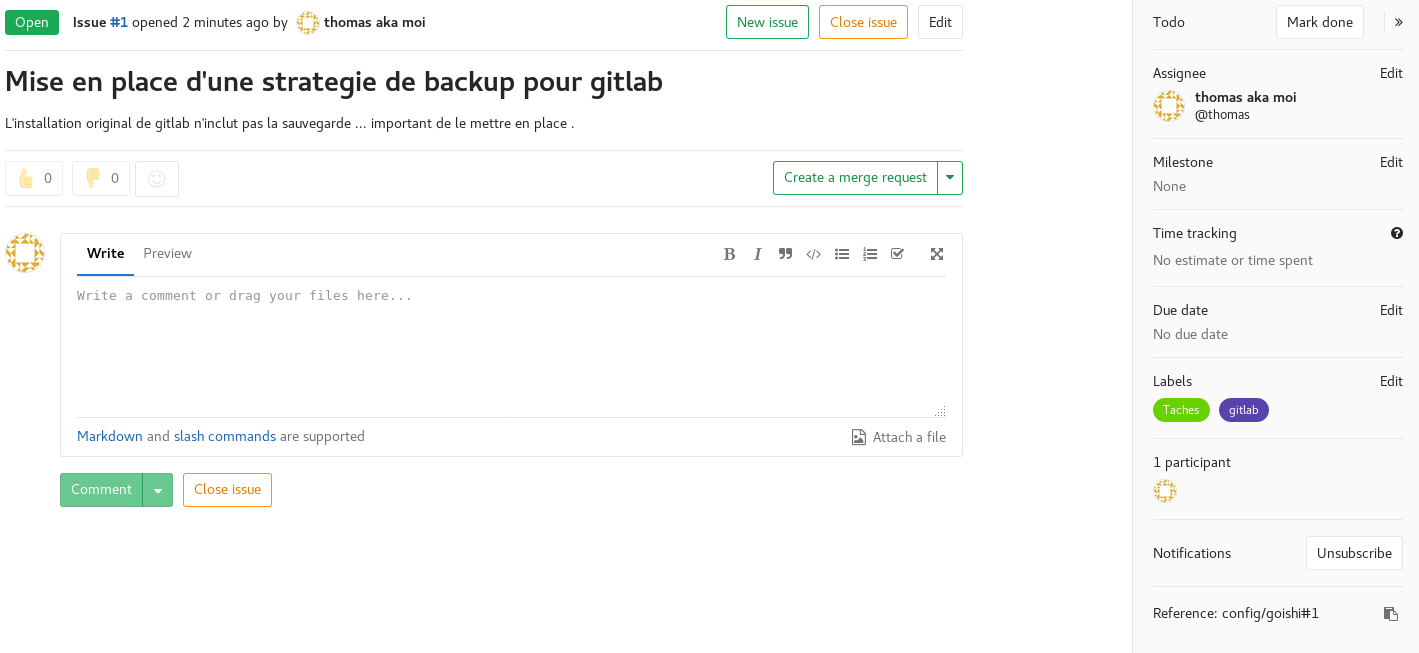 Open Issue #1 opened 2 minutes ago by thomas aka moi New issue Close issue Edit
Mise en place d'une strategie de backup pour gitlab
L'installation original de gitlab n'inclut pas la sauvegarde ... important de le mettre en place .
0 0 Create a merge request
Write Preview
Write a comment or drag your files here...
Markdown and slash commands are supported Attach a file
Comment Close issue
Todo Mark done »
Assignee Edit
thomas aka moi
@thomas
Milestone Edit
None
Time tracking
No estimate or time spent
Due date Edit
No due date
Labels Edit
Taches gitlab
1 participant
Notifications Unsubscribe
Reference: config/goishi#1